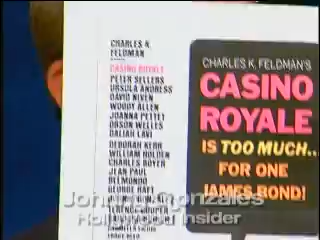 CHARLES K.
FELDMAN
CASINO ROYALE
PETER SELLERS
URSULA ANDRESS
DAVID NIVEN
WOODY ALLEN
JOANNA PETTET
ORSON WELLES
DALIAH LAVI
DEBORAH KERR
WILLIAM HOLDEN
CHARLES BOYER
JEAN PAUL
BELMONDO
GEORGE RAFT
CHARLES K. FELDMAN'S
CASINO
ROYALE
IS TOO MUCH..
FOR ONE
JAMES BOND!
Johnny Gonzales
Hollywood Insider